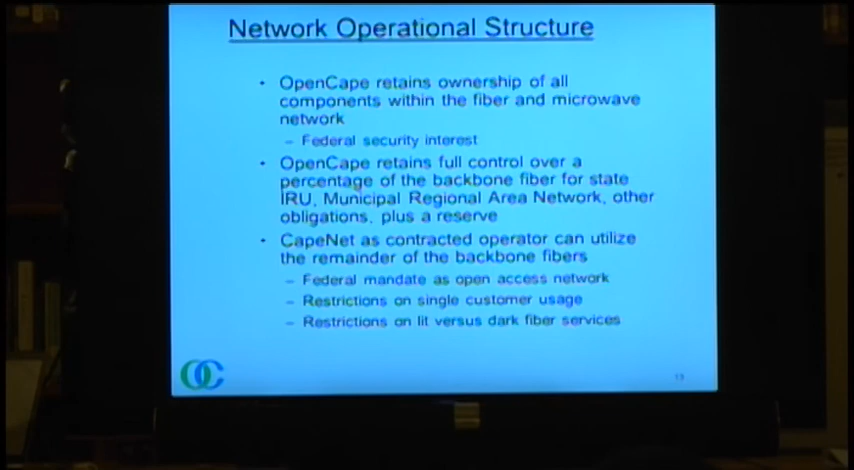 Network Operational Structure
• OpenCape retains ownership of all
components within the fiber and microwave
network
– Federal security interest
• OpenCape retains full control over a
percentage of the backbone fiber for state
IRU, Municipal Regional Area Network, other
obligations, plus a reserve
• CapeNet as contracted operator can utilize
the remainder of the backbone fibers
– Federal mandate as open access network
– Restrictions on single customer usage
– Restrictions on lit versus dark fiber services
OC
13